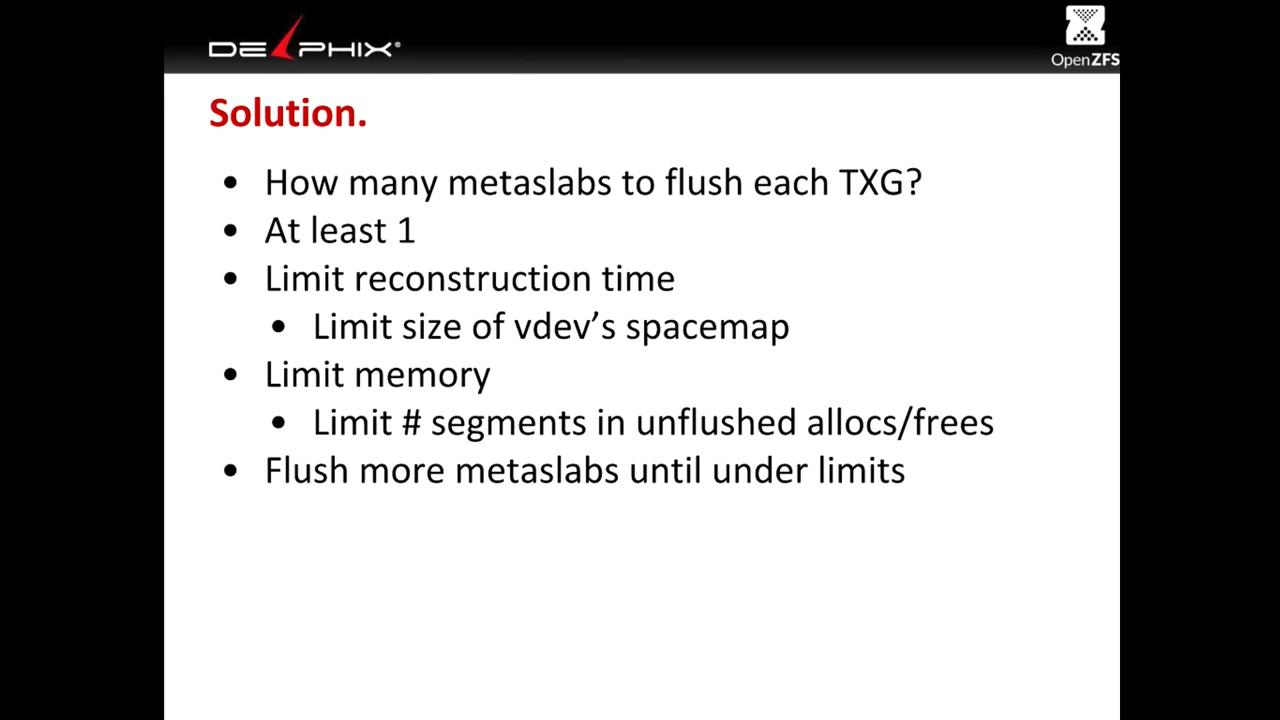 DELPHIX®
OpenZFS
Solution.
• How many metaslabs to flush each TXG?
• At least 1
• Limit reconstruction time
• Limit size of vdev’s spacemap
• Limit memory
• Limit # segments in unflushed allocs/frees
• Flush more metaslabs until under limits